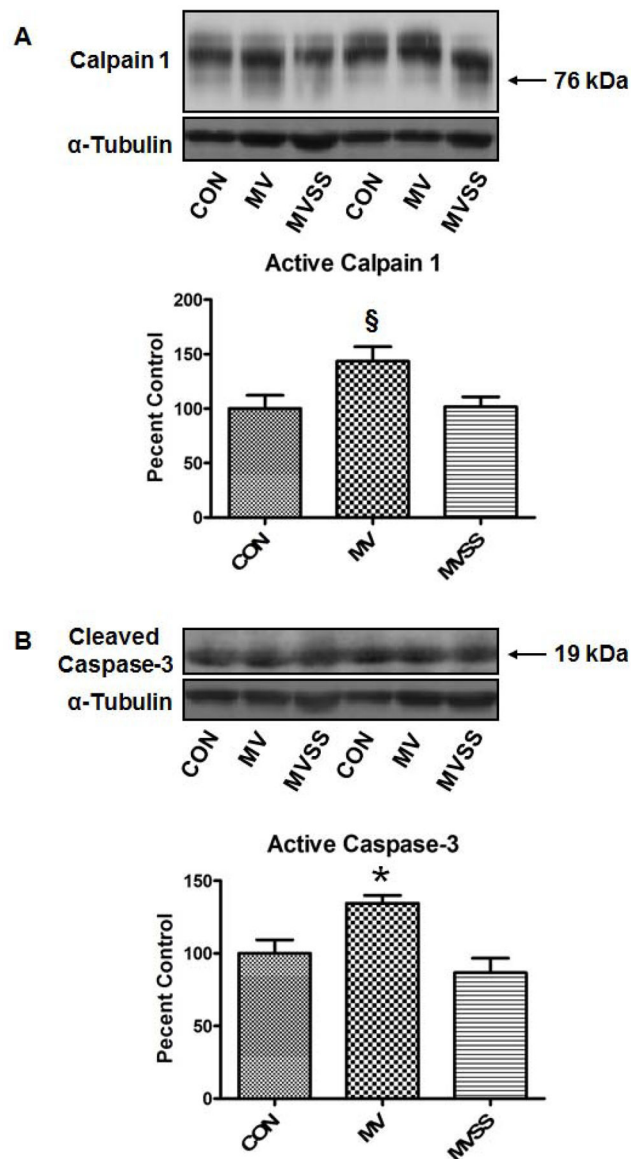 A
Calpain 1
← 76 kDa
α-Tubulin
CON MV MVSS CON MV MVSS
Active Calpain 1
Pecent Control
200
150
100
50
0
§
CON MV MVSS
B
Cleaved
Caspase-3
← 19 kDa
α-Tubulin
CON MV MVSS CON MV MVSS
Active Caspase-3
Pecent Control
150
100
50
0
*
CON MV MVSS